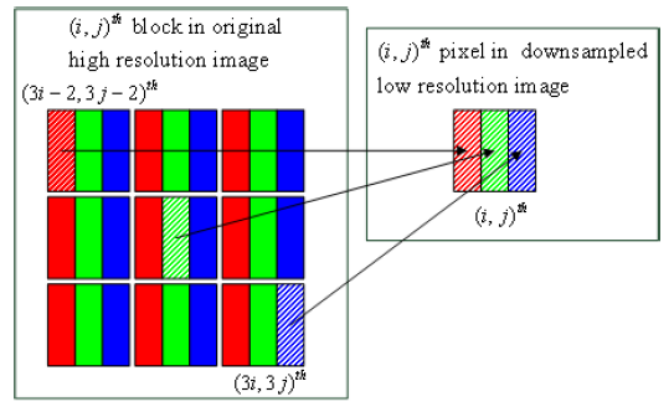 (i, j)^th block in original
high resolution image
(3i − 2, 3j − 2)^th
(3i, 3j)^th
(i, j)^th pixel in downsampled
low resolution image
(i, j)^th